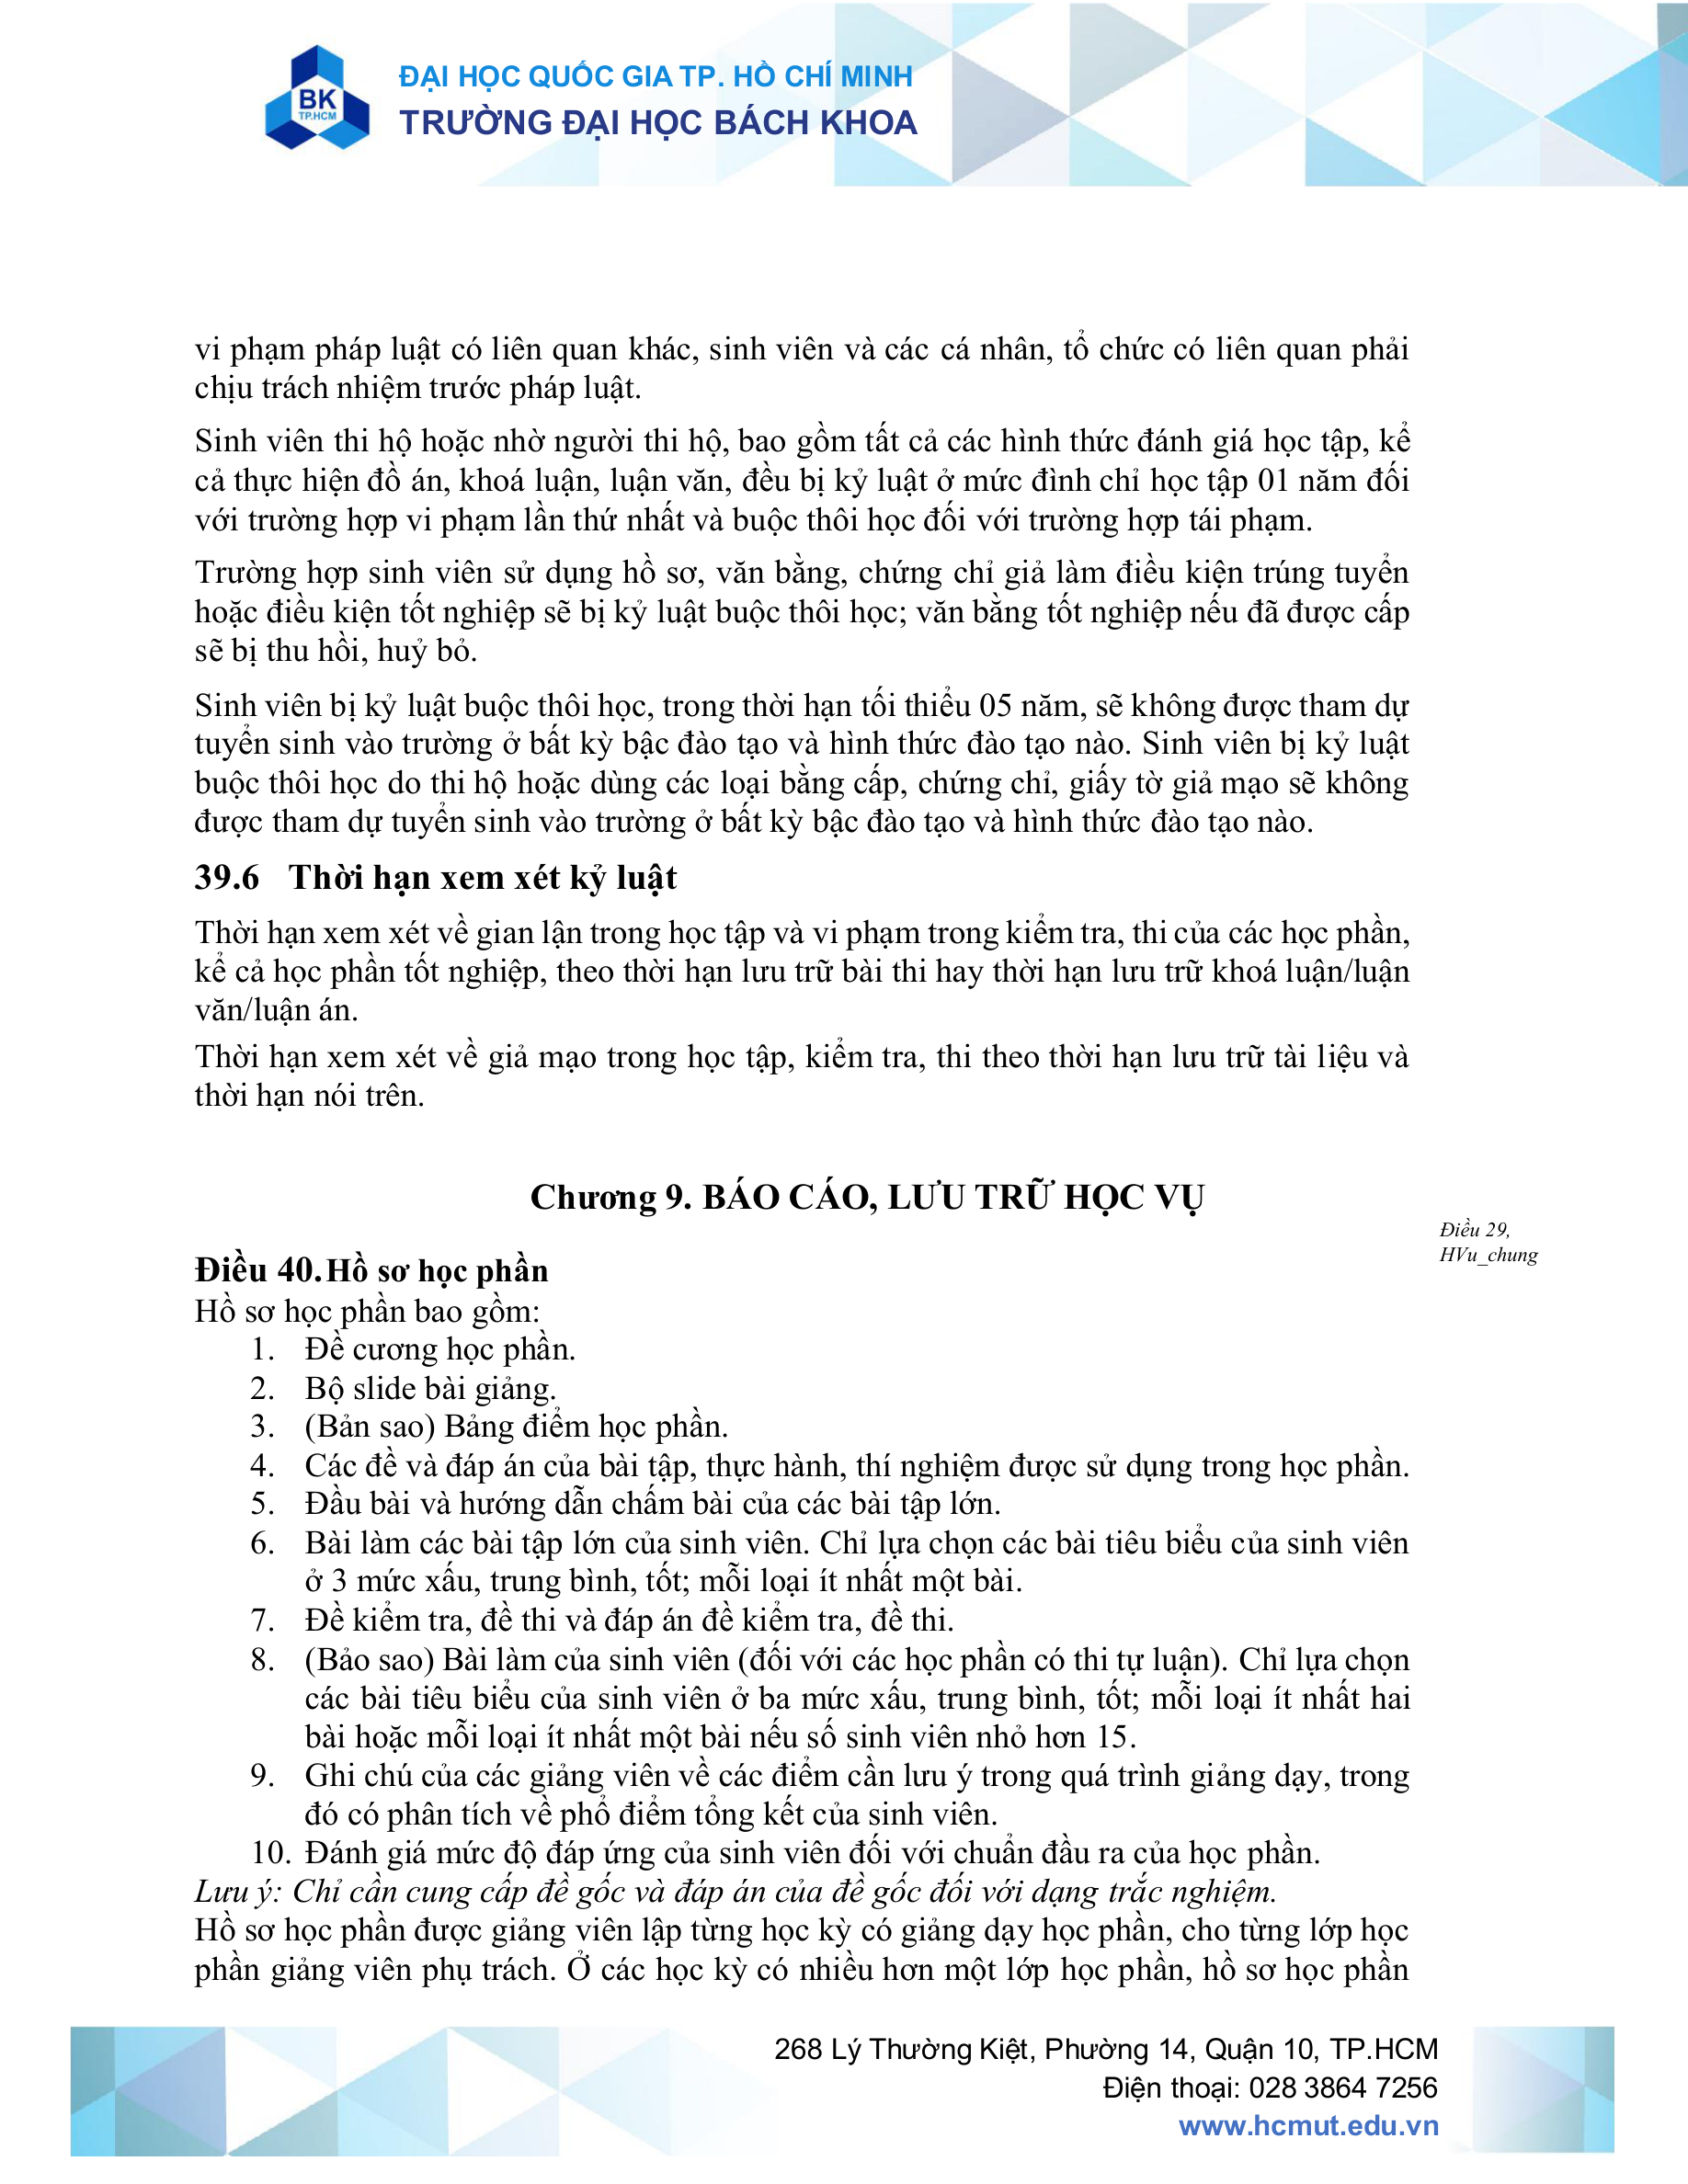 BK
TP.HCM
ĐẠI HỌC QUỐC GIA TP. HỒ CHÍ MINH
TRƯỜNG ĐẠI HỌC BÁCH KHOA
vi phạm pháp luật có liên quan khác, sinh viên và các cá nhân, tổ chức có liên quan phải
chịu trách nhiệm trước pháp luật.
Sinh viên thi hộ hoặc nhờ người thi hộ, bao gồm tất cả các hình thức đánh giá học tập, kể
cả thực hiện đồ án, khoá luận, luận văn, đều bị kỷ luật ở mức đình chỉ học tập 01 năm đối
với trường hợp vi phạm lần thứ nhất và buộc thôi học đối với trường hợp tái phạm.
Trường hợp sinh viên sử dụng hồ sơ, văn bằng, chứng chỉ giả làm điều kiện trúng tuyển
hoặc điều kiện tốt nghiệp sẽ bị kỷ luật buộc thôi học; văn bằng tốt nghiệp nếu đã được cấp
sẽ bị thu hồi, huỷ bỏ.
Sinh viên bị kỷ luật buộc thôi học, trong thời hạn tối thiểu 05 năm, sẽ không được tham dự
tuyển sinh vào trường ở bất kỳ bậc đào tạo và hình thức đào tạo nào. Sinh viên bị kỷ luật
buộc thôi học do thi hộ hoặc dùng các loại bằng cấp, chứng chỉ, giấy tờ giả mạo sẽ không
được tham dự tuyển sinh vào trường ở bất kỳ bậc đào tạo và hình thức đào tạo nào.
39.6 Thời hạn xem xét kỷ luật
Thời hạn xem xét về gian lận trong học tập và vi phạm trong kiểm tra, thi của các học phần,
kể cả học phần tốt nghiệp, theo thời hạn lưu trữ bài thi hay thời hạn lưu trữ khoá luận/luận
văn/luận án.
Thời hạn xem xét về giả mạo trong học tập, kiểm tra, thi theo thời hạn lưu trữ tài liệu và
thời hạn nói trên.
Chương 9. BÁO CÁO, LƯU TRỮ HỌC VỤ
Điều 29,
HVu_chung
Điều 40. Hồ sơ học phần
Hồ sơ học phần bao gồm:
1. Đề cương học phần.
2. Bộ slide bài giảng.
3. (Bản sao) Bảng điểm học phần.
4. Các đề và đáp án của bài tập, thực hành, thí nghiệm được sử dụng trong học phần.
5. Đầu bài và hướng dẫn chấm bài của các bài tập lớn.
6. Bài làm các bài tập lớn của sinh viên. Chỉ lựa chọn các bài tiêu biểu của sinh viên
ở 3 mức xấu, trung bình, tốt; mỗi loại ít nhất một bài.
7. Đề kiểm tra, đề thi và đáp án đề kiểm tra, đề thi.
8. (Bảo sao) Bài làm của sinh viên (đối với các học phần có thi tự luận). Chỉ lựa chọn
các bài tiêu biểu của sinh viên ở ba mức xấu, trung bình, tốt; mỗi loại ít nhất hai
bài hoặc mỗi loại ít nhất một bài nếu số sinh viên nhỏ hơn 15.
9. Ghi chú của các giảng viên về các điểm cần lưu ý trong quá trình giảng dạy, trong
đó có phân tích về phổ điểm tổng kết của sinh viên.
10. Đánh giá mức độ đáp ứng của sinh viên đối với chuẩn đầu ra của học phần.
Lưu ý: Chỉ cần cung cấp đề gốc và đáp án của đề gốc đối với dạng trắc nghiệm.
Hồ sơ học phần được giảng viên lập từng học kỳ có giảng dạy học phần, cho từng lớp học
phần giảng viên phụ trách. Ở các học kỳ có nhiều hơn một lớp học phần, hồ sơ học phần
268 Lý Thường Kiệt, Phường 14, Quận 10, TP.HCM
Điện thoại: 028 3864 7256
www.hcmut.edu.vn